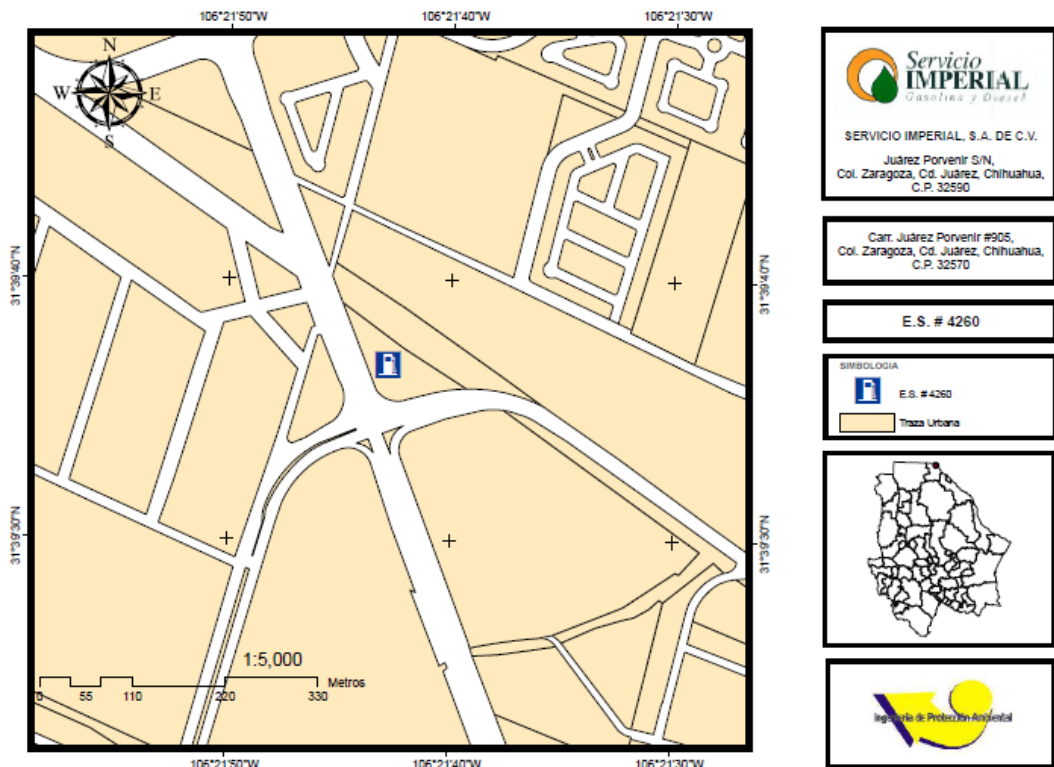 106°21'50"W 106°21'40"W 106°21'30"W
N
W E
S
31°39'40"N 31°39'40"N
31°39'30"N 31°39'30"N
1:5,000
0 55 110 220 330 Metros
106°21'50"W 106°21'40"W 106°21'30"W
Servicio
IMPERIAL
Gasolina y Diesel
SERVICIO IMPERIAL, S.A. DE C.V.
Juárez Porvenir S/N,
Col. Zaragoza, Cd. Juárez, Chihuahua,
C.P. 32590
Carr. Juárez Porvenir #905,
Col. Zaragoza, Cd. Juárez, Chihuahua,
C.P. 32570
E.S. # 4260
SIMBOLOGIA
E.S. # 4260
Traza Urbana
Ingeniería de Protección Ambiental